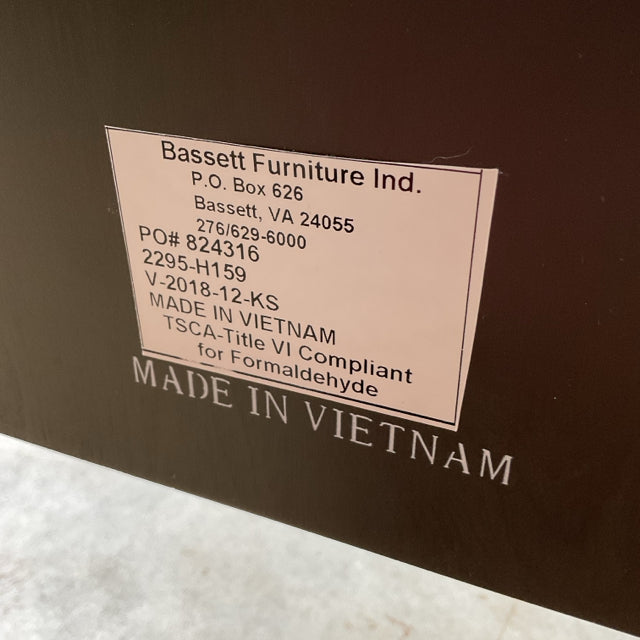 Bassett Furniture Ind.
P.O. Box 626
Bassett, VA 24055
276/629-6000
PO# 824316
2295-H159
V-2018-12-KS
MADE IN VIETNAM
TSCA-Title VI Compliant
for Formaldehyde
MADE IN VIETNAM